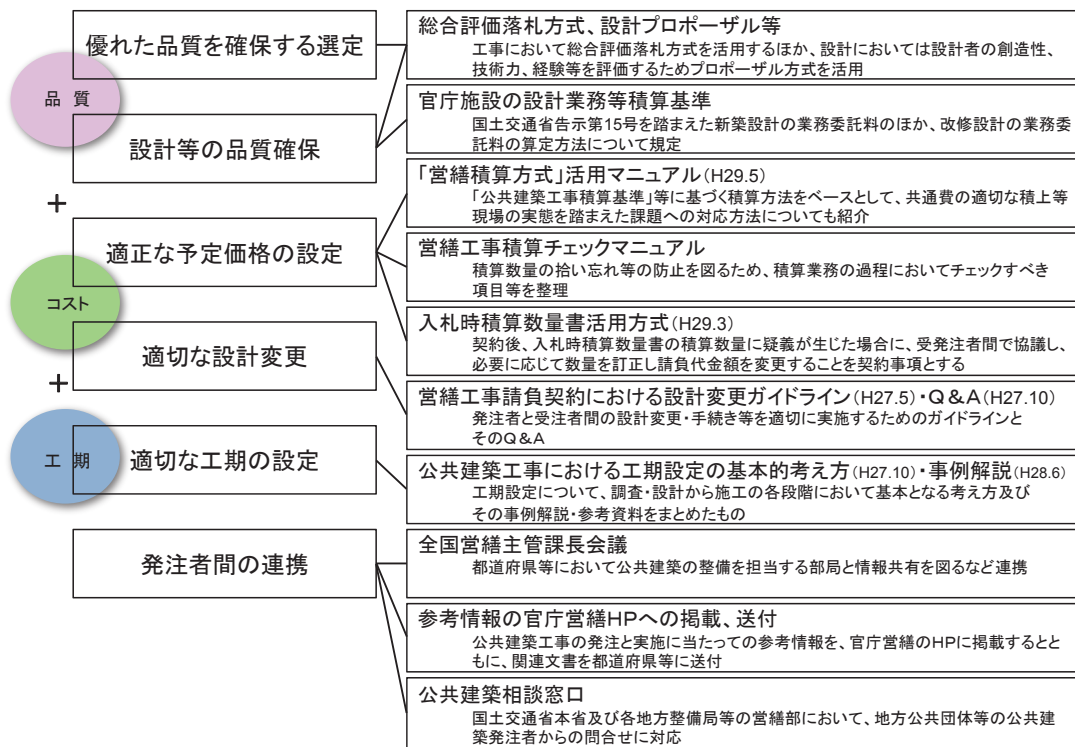 優れた品質を確保する選定
品 質
設計等の品質確保
+
適正な予定価格の設定
コスト
適切な設計変更
+
工 期
適切な工期の設定
発注者間の連携
総合評価落札方式、設計プロポーザル等
工事において総合評価落札方式を活用するほか、設計においては設計者の創造性、
技術力、経験等を評価するためプロポーザル方式を活用
官庁施設の設計業務等積算基準
国土交通省告示第15号を踏まえた新築設計の業務委託料のほか、改修設計の業務委
託料の算定方法について規定
「営繕積算方式」活用マニュアル(H29.5)
「公共建築工事積算基準」等に基づく積算方法をベースとして、共通費の適切な積上等
現場の実態を踏まえた課題への対応方法についても紹介
営繕工事積算チェックマニュアル
積算数量の拾い忘れ等の防止を図るため、積算業務の過程においてチェックすべき
項目等を整理
入札時積算数量書活用方式(H29.3)
契約後、入札時積算数量書の積算数量に疑義が生じた場合に、受発注者間で協議し、
必要に応じて数量を訂正し請負代金額を変更することを契約事項とする
営繕工事請負契約における設計変更ガイドライン(H27.5)・Q&A(H27.10)
発注者と受注者間の設計変更・手続き等を適切に実施するためのガイドラインと
そのQ&A
公共建築工事における工期設定の基本的考え方(H27.10)・事例解説(H28.6)
工期設定について、調査・設計から施工の各段階において基本となる考え方及び
その事例解説・参考資料をまとめたもの
全国営繕主管課長会議
都道府県等において公共建築の整備を担当する部局と情報共有を図るなど連携
参考情報の官庁営繕HPへの掲載、送付
公共建築工事の発注と実施に当たっての参考情報を、官庁営繕のHPに掲載するとと
もに、関連文書を都道府県等に送付
公共建築相談窓口
国土交通省本省及び各地方整備局等の営繕部において、地方公共団体等の公共建
築発注者からの問合せに対応